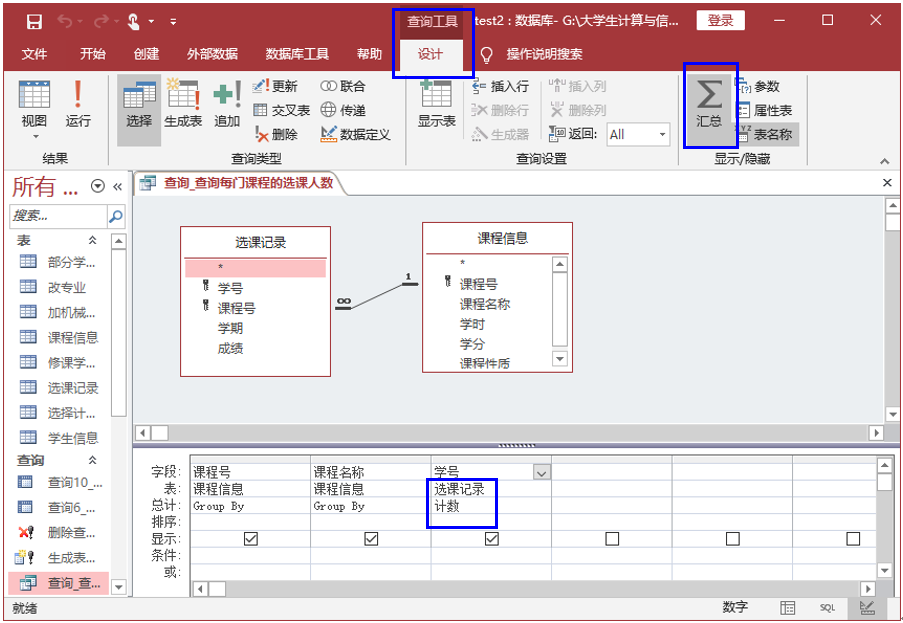 查询工具
test2 : 数据库- G:\大学生计算与信...
登录
文件 开始 创建 外部数据 数据库工具 帮助 设计 操作说明搜索
视图
运行
结果
选择
生成表
追加
更新
交叉表
删除
联合
传递
数据定义
查询类型
显示表
插入行
删除行
生成器
插入列
删除列
返回: All
查询设置
汇总
参数
属性表
表名称
显示/隐藏
所有 ...
搜索...
表
部分学...
改专业
加机械...
课程信息
修课学...
选课记录
选择计...
学生信息
查询
查询10_...
查询6_...
删除查...
生成表...
查询_查...
查询_查询每门课程的选课人数
选课记录
*
学号
课程号
学期
成绩
∞
1
课程信息
*
课程号
课程名称
学时
学分
课程性质
字段: 课程号 课程名称 学号
表: 课程信息 课程信息 选课记录
总计: Group By Group By 计数
排序:
显示:
条件:
或:
就绪
数字
SQL